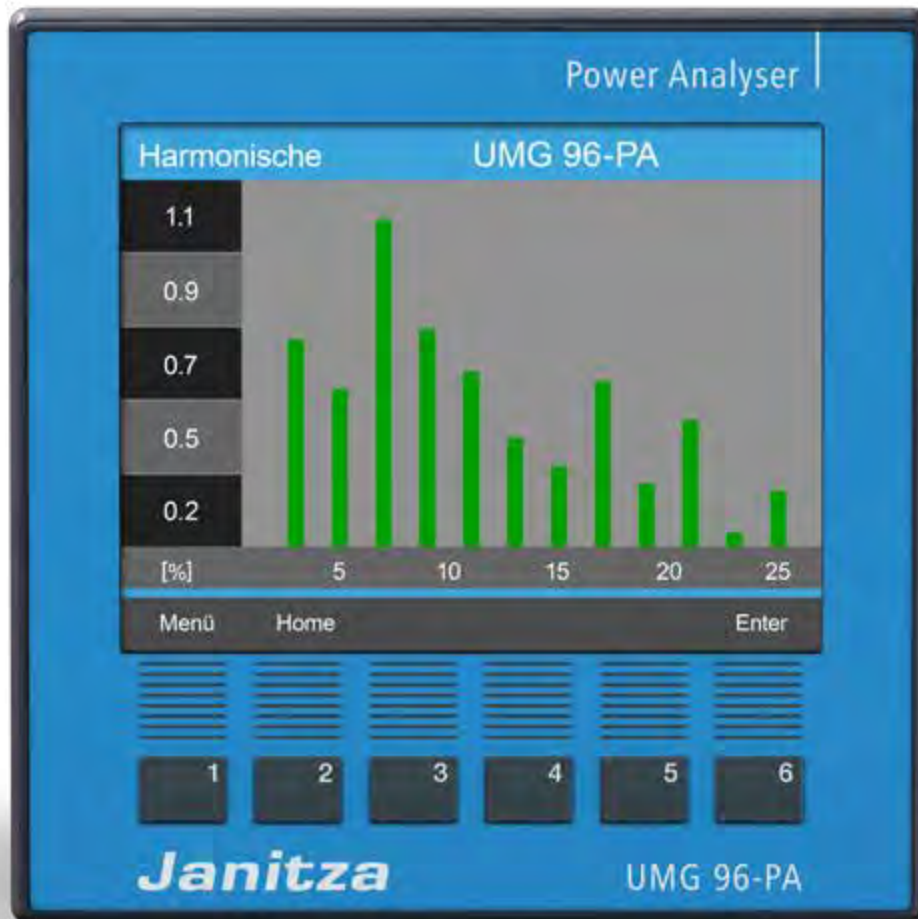 Power Analyser
Harmonische UMG 96-PA
1.1
0.9
0.7
0.5
0.2
[%] 5 10 15 20 25
Menü Home Enter
1 2 3 4 5 6
Janitza UMG 96-PA